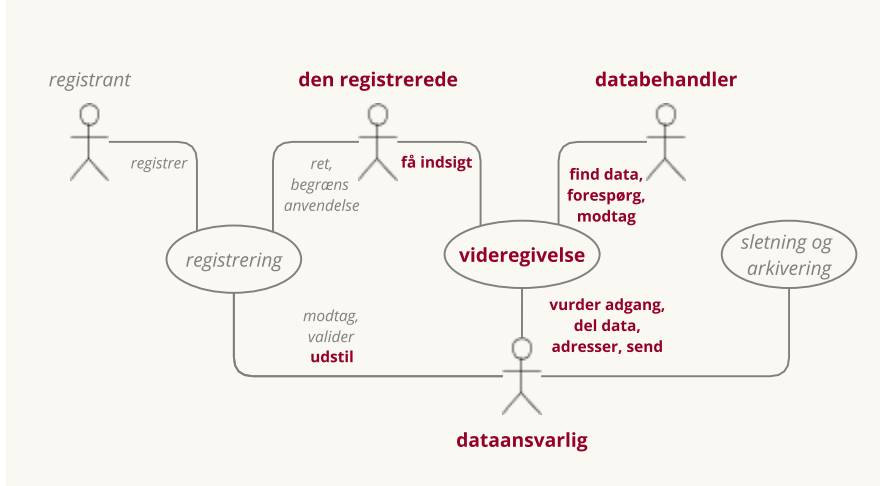 registrant
den registrerede
databehandler
registrer
ret,
begræns
anvendelse
få indsigt
find data,
forespørg,
modtag
registrering
videregivelse
sletning og
arkivering
modtag,
valider
udstil
vurder adgang,
del data,
adresser, send
dataansvarlig